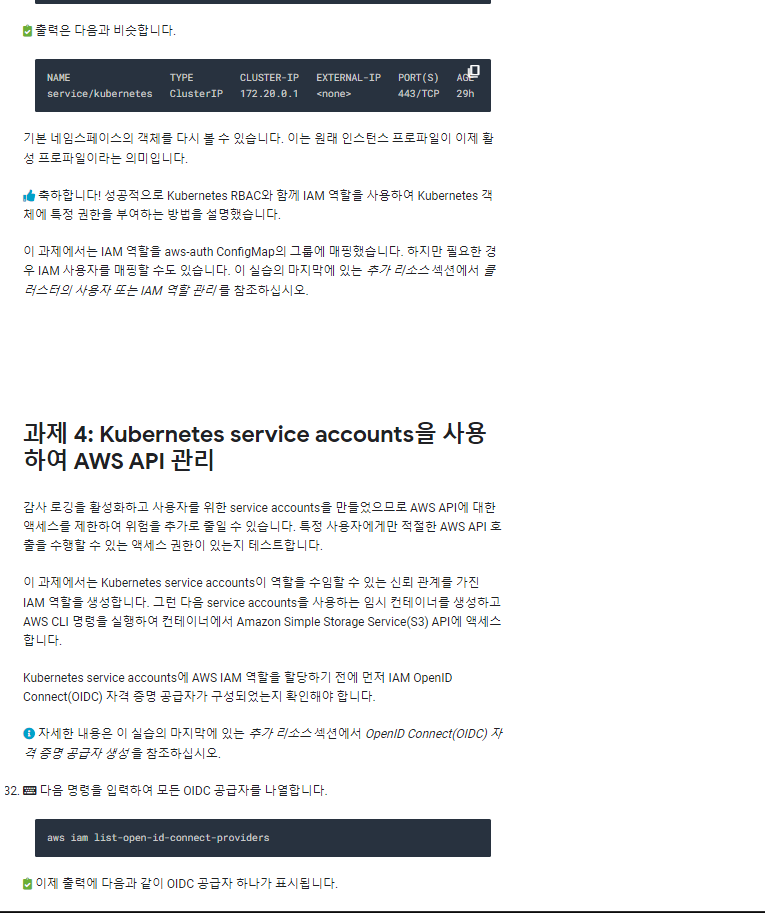 출력은 다음과 비슷합니다.
NAME TYPE CLUSTER-IP EXTERNAL-IP PORT(S) AGE
service/kubernetes ClusterIP 172.20.0.1 <none> 443/TCP 29h
기본 네임스페이스의 객체를 다시 볼 수 있습니다. 이는 원래 인스턴스 프로파일이 이제 활
성 프로파일이라는 의미입니다.
축하합니다! 성공적으로 Kubernetes RBAC와 함께 IAM 역할을 사용하여 Kubernetes 객
체에 특정 권한을 부여하는 방법을 설명했습니다.
이 과제에서는 IAM 역할을 aws-auth ConfigMap의 그룹에 매핑했습니다. 하지만 필요한 경
우 IAM 사용자를 매핑할 수도 있습니다. 이 실습의 마지막에 있는 추가 리소스 섹션에서 클
러스터의 사용자 또는 IAM 역할 관리를 참조하십시오.
과제 4: Kubernetes service accounts을 사용
하여 AWS API 관리
감사 로깅을 활성화하고 사용자를 위한 service accounts을 만들었으므로 AWS API에 대한
액세스를 제한하여 위험을 추가로 줄일 수 있습니다. 특정 사용자에게만 적절한 AWS API 호
출을 수행할 수 있는 액세스 권한이 있는지 테스트합니다.
이 과제에서는 Kubernetes service accounts이 역할을 수임할 수 있는 신뢰 관계를 가진
IAM 역할을 생성합니다. 그런 다음 service accounts을 사용하는 임시 컨테이너를 생성하고
AWS CLI 명령을 실행하여 컨테이너에서 Amazon Simple Storage Service(S3) API에 액세스
합니다.
Kubernetes service accounts에 AWS IAM 역할을 할당하기 전에 먼저 IAM OpenID
Connect(OIDC) 자격 증명 공급자가 구성되었는지 확인해야 합니다.
자세한 내용은 이 실습의 마지막에 있는 추가 리소스 섹션에서 OpenID Connect(OIDC) 자
격 증명 공급자 생성을 참조하십시오.
32. 다음 명령을 입력하여 모든 OIDC 공급자를 나열합니다.
aws iam list-open-id-connect-providers
이제 출력에 다음과 같이 OIDC 공급자 하나가 표시됩니다.